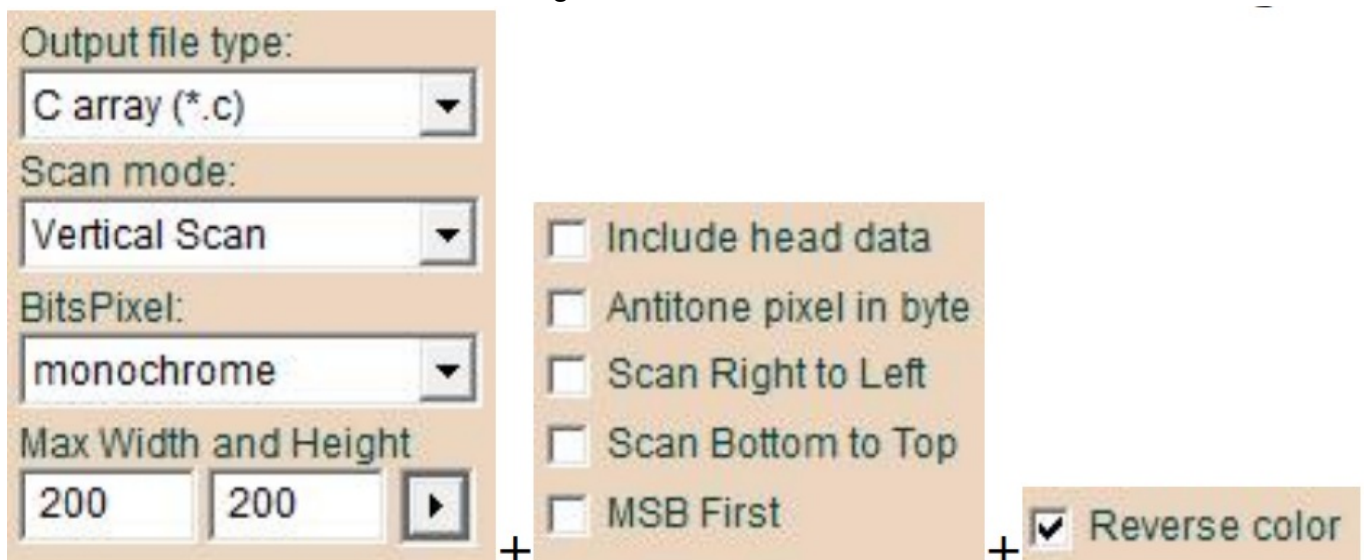 Output file type:
C array (*.c)
Scan mode:
Vertical Scan
BitsPixel:
monochrome
Max Width and Height
200 200
+
Include head data
Antitone pixel in byte
Scan Right to Left
Scan Bottom to Top
MSB First
+
Reverse color